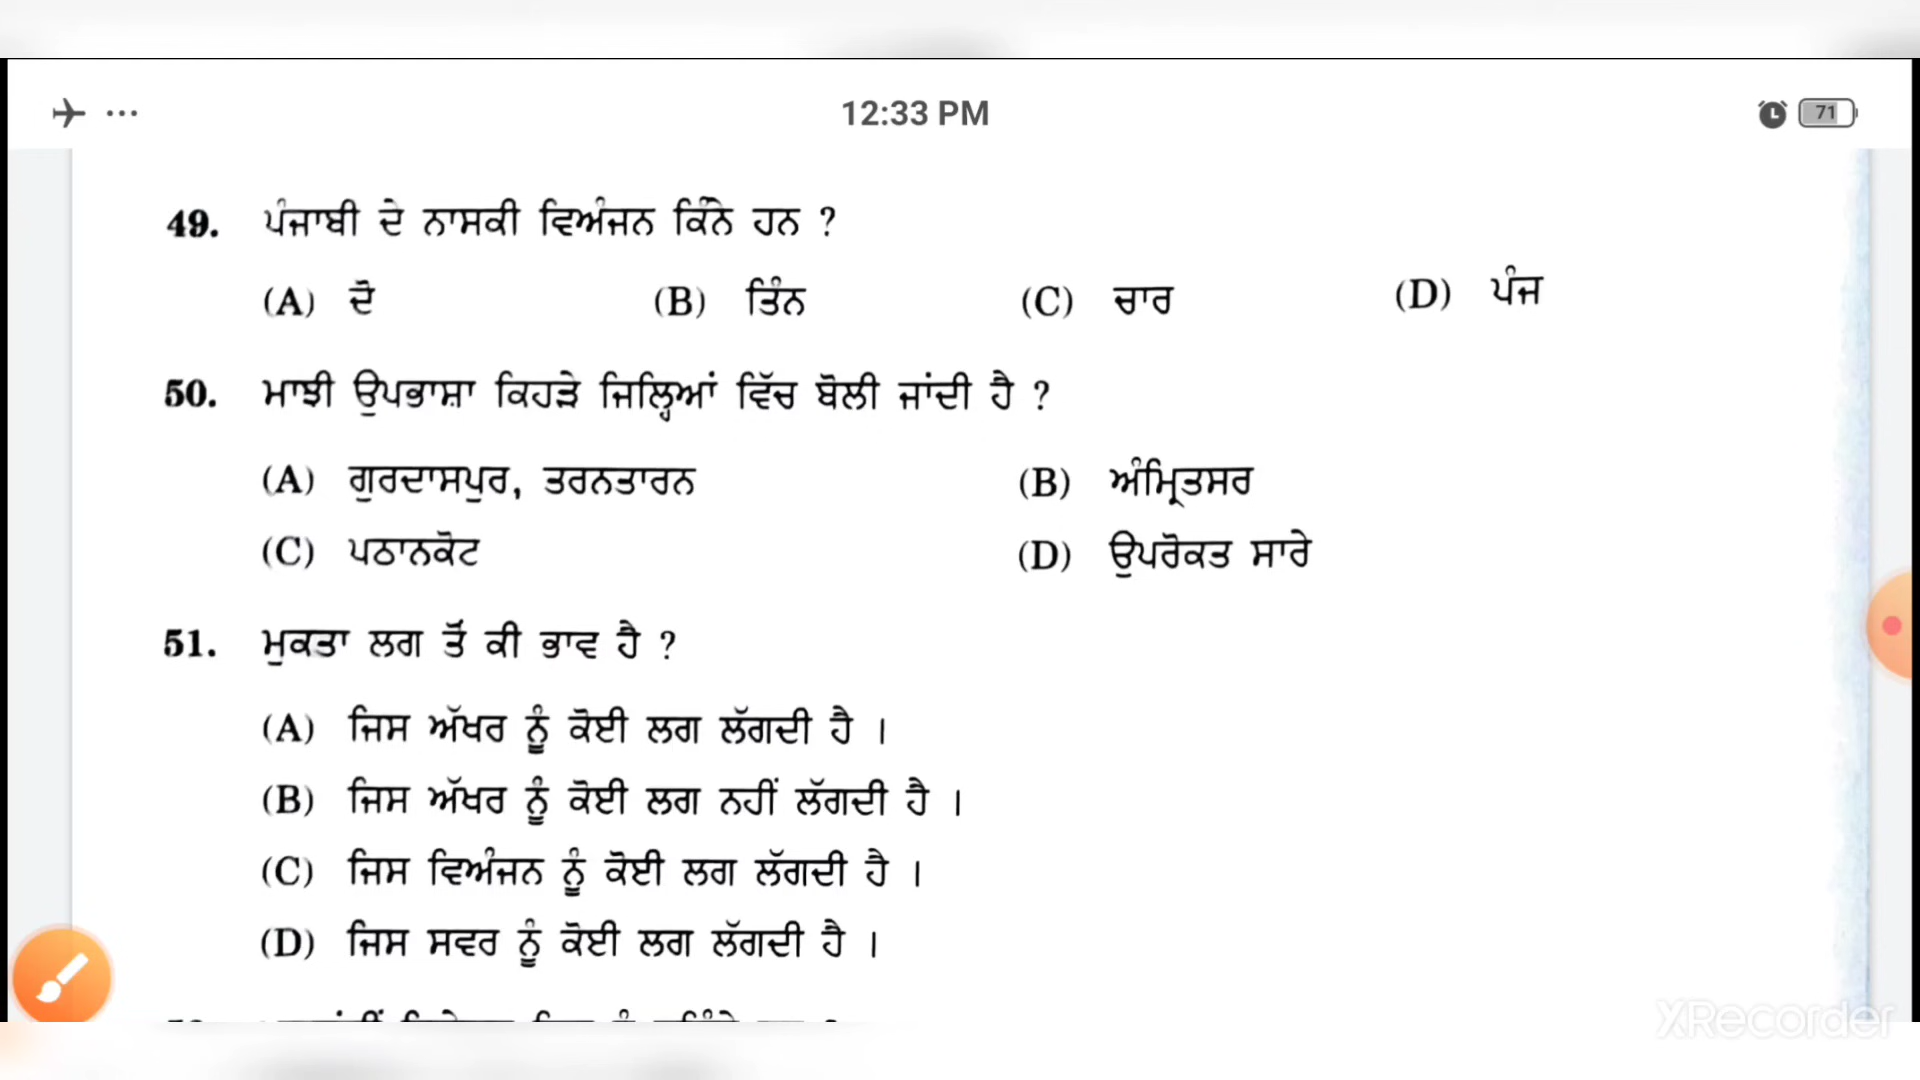 12:33 PM
71
49. ਪੰਜਾਬੀ ਦੇ ਨਾਸਕੀ ਵਿਅੰਜਨ ਕਿੰਨੇ ਹਨ ?
(A) ਦੋ (B) ਤਿੰਨ (C) ਚਾਰ (D) ਪੰਜ
50. ਮਾਝੀ ਉਪਭਾਸ਼ਾ ਕਿਹੜੇ ਜਿਲ੍ਹਿਆਂ ਵਿੱਚ ਬੋਲੀ ਜਾਂਦੀ ਹੈ ?
(A) ਗੁਰਦਾਸਪੁਰ, ਤਰਨਤਾਰਨ (B) ਅੰਮ੍ਰਿਤਸਰ
(C) ਪਠਾਨਕੋਟ (D) ਉਪਰੋਕਤ ਸਾਰੇ
51. ਮੁਕਤਾ ਲਗ ਤੋਂ ਕੀ ਭਾਵ ਹੈ ?
(A) ਜਿਸ ਅੱਖਰ ਨੂੰ ਕੋਈ ਲਗ ਲੱਗਦੀ ਹੈ ।
(B) ਜਿਸ ਅੱਖਰ ਨੂੰ ਕੋਈ ਲਗ ਨਹੀਂ ਲੱਗਦੀ ਹੈ ।
(C) ਜਿਸ ਵਿਅੰਜਨ ਨੂੰ ਕੋਈ ਲਗ ਲੱਗਦੀ ਹੈ ।
(D) ਜਿਸ ਸਵਰ ਨੂੰ ਕੋਈ ਲਗ ਲੱਗਦੀ ਹੈ ।
XRecorder